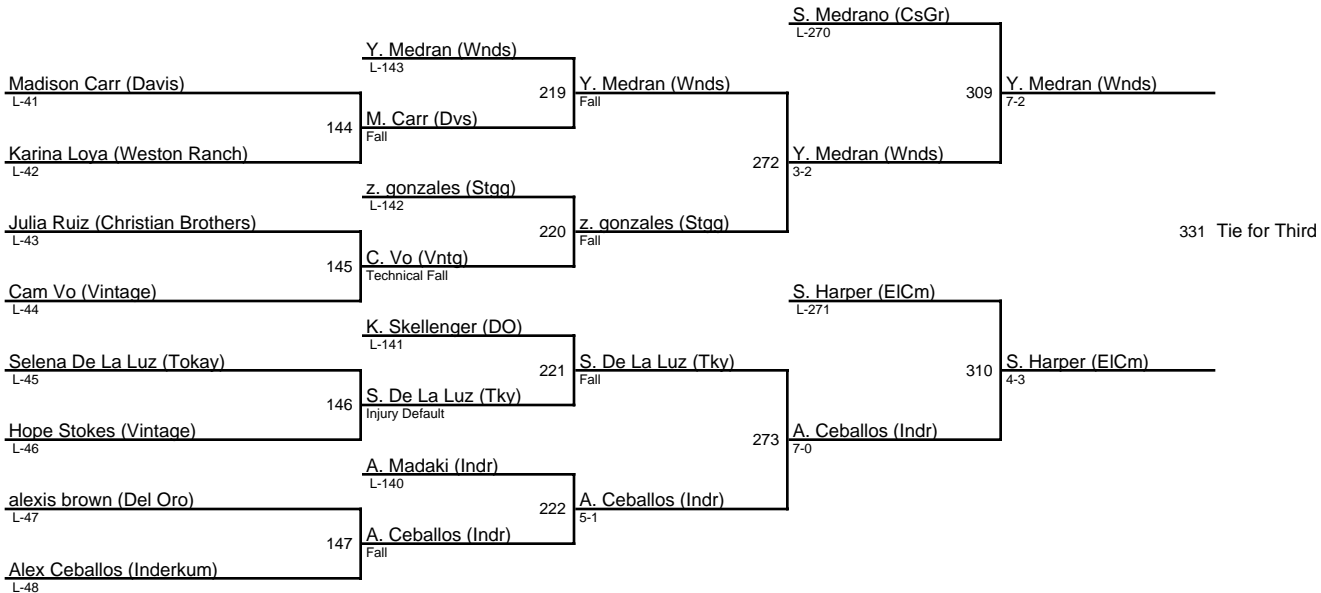 S. Medrano (CsGr)
L-270
Y. Medran (Wnds)
L-143
Madison Carr (Davis)
L-41
219
Y. Medran (Wnds)
Fall
309
Y. Medran (Wnds)
7-2
144
M. Carr (Dvs)
Fall
Karina Loya (Weston Ranch)
L-42
272
Y. Medran (Wnds)
3-2
z. gonzales (Stgg)
L-142
Julia Ruiz (Christian Brothers)
L-43
220
z. gonzales (Stgg)
Fall
331 Tie for Third
145
C. Vo (Vntg)
Technical Fall
Cam Vo (Vintage)
L-44
S. Harper (ElCm)
L-271
K. Skellenger (DO)
L-141
Selena De La Luz (Tokay)
L-45
221
S. De La Luz (Tky)
Fall
310
S. Harper (ElCm)
4-3
146
S. De La Luz (Tky)
Injury Default
Hope Stokes (Vintage)
L-46
273
A. Ceballos (Indr)
7-0
A. Madaki (Indr)
L-140
alexis brown (Del Oro)
L-47
222
A. Ceballos (Indr)
5-1
147
A. Ceballos (Indr)
Fall
Alex Ceballos (Inderkum)
L-48